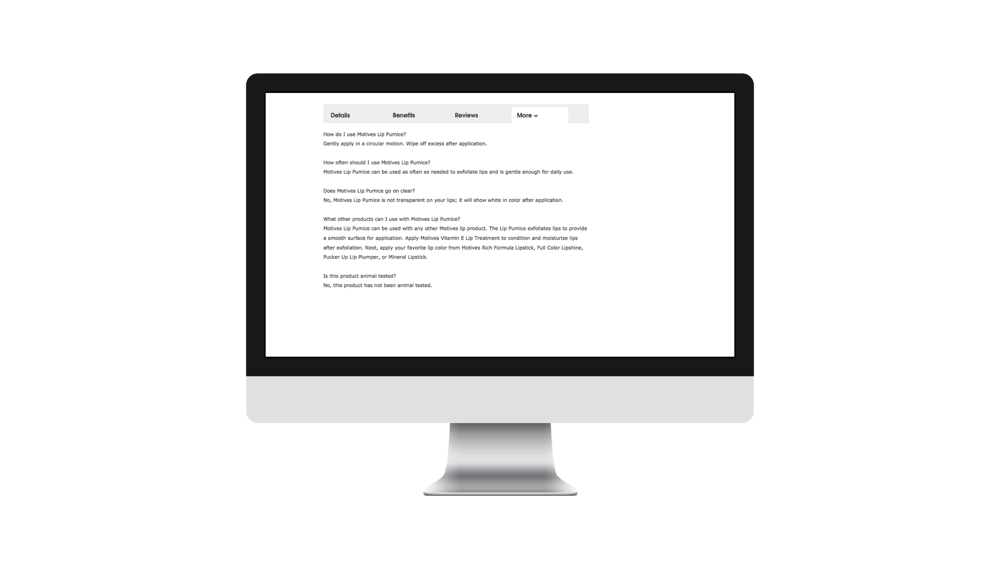 Details Benefits Reviews More
How do I use Motives Lip Pumice?
Gently apply in a circular motion. Wipe off excess after application.
How often should I use Motives Lip Pumice?
Motives Lip Pumice can be used as often as needed to exfoliate lips and is gentle enough for daily use.
Does Motives Lip Pumice go on clear?
No, Motives Lip Pumice is not transparent on your lips; it will show white in color after application.
What other products can I use with Motives Lip Pumice?
Motives Lip Pumice can be used with any other Motives lip product. The Lip Pumice exfoliates lips to provide
a smooth surface for application. Apply Motives Vitamin E Lip Treatment to condition and moisturize lips
after exfoliation. Next, apply your favorite lip color from Motives Rich Formula Lipstick, Full Color Lipshine,
Pucker Up Lip Plumper, or Mineral Lipstick.
Is this product animal tested?
No, this product has not been animal tested.